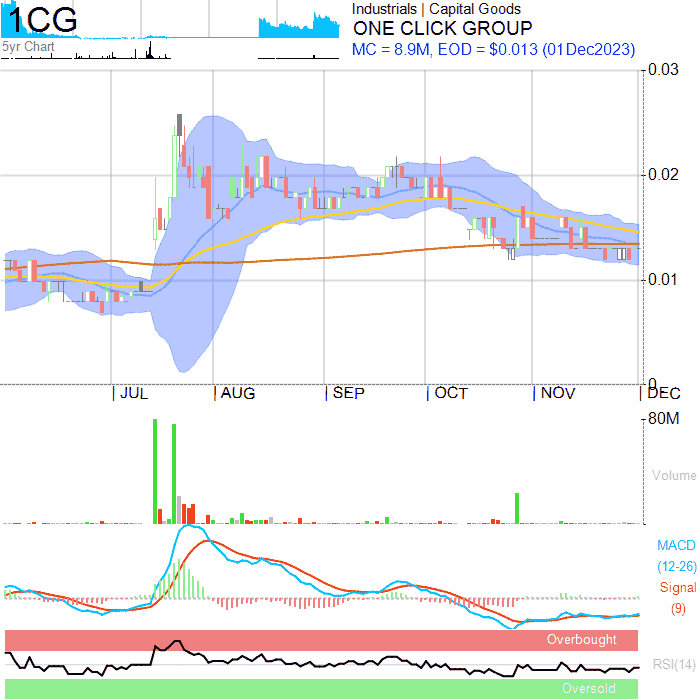 1CG
5yr Chart
Industrials | Capital Goods
ONE CLICK GROUP
MC = 8.9M, EOD = $0.013 (01Dec2023)
0.03
0.02
0.01
0
JUL
AUG
SEP
OCT
NOV
DEC
80M
Volume
MACD
(12-26)
Signal
(9)
Overbought
RSI(14)
Oversold